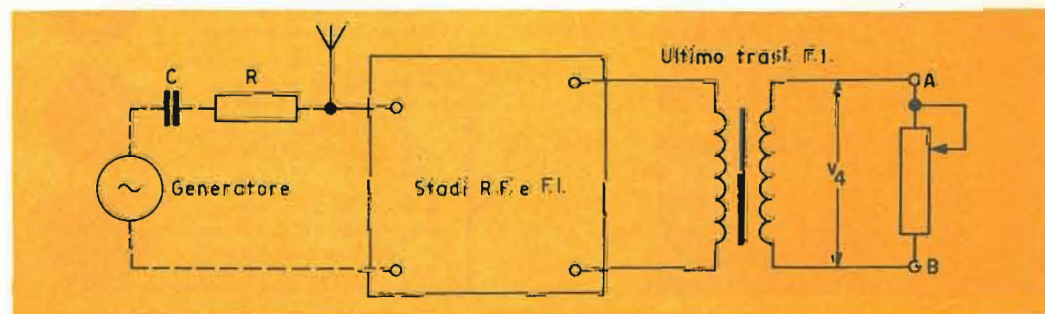 Ultimo trasf. F.I.
C
R
A
Generatore
Stadi R.F. e F.I.
V4
B